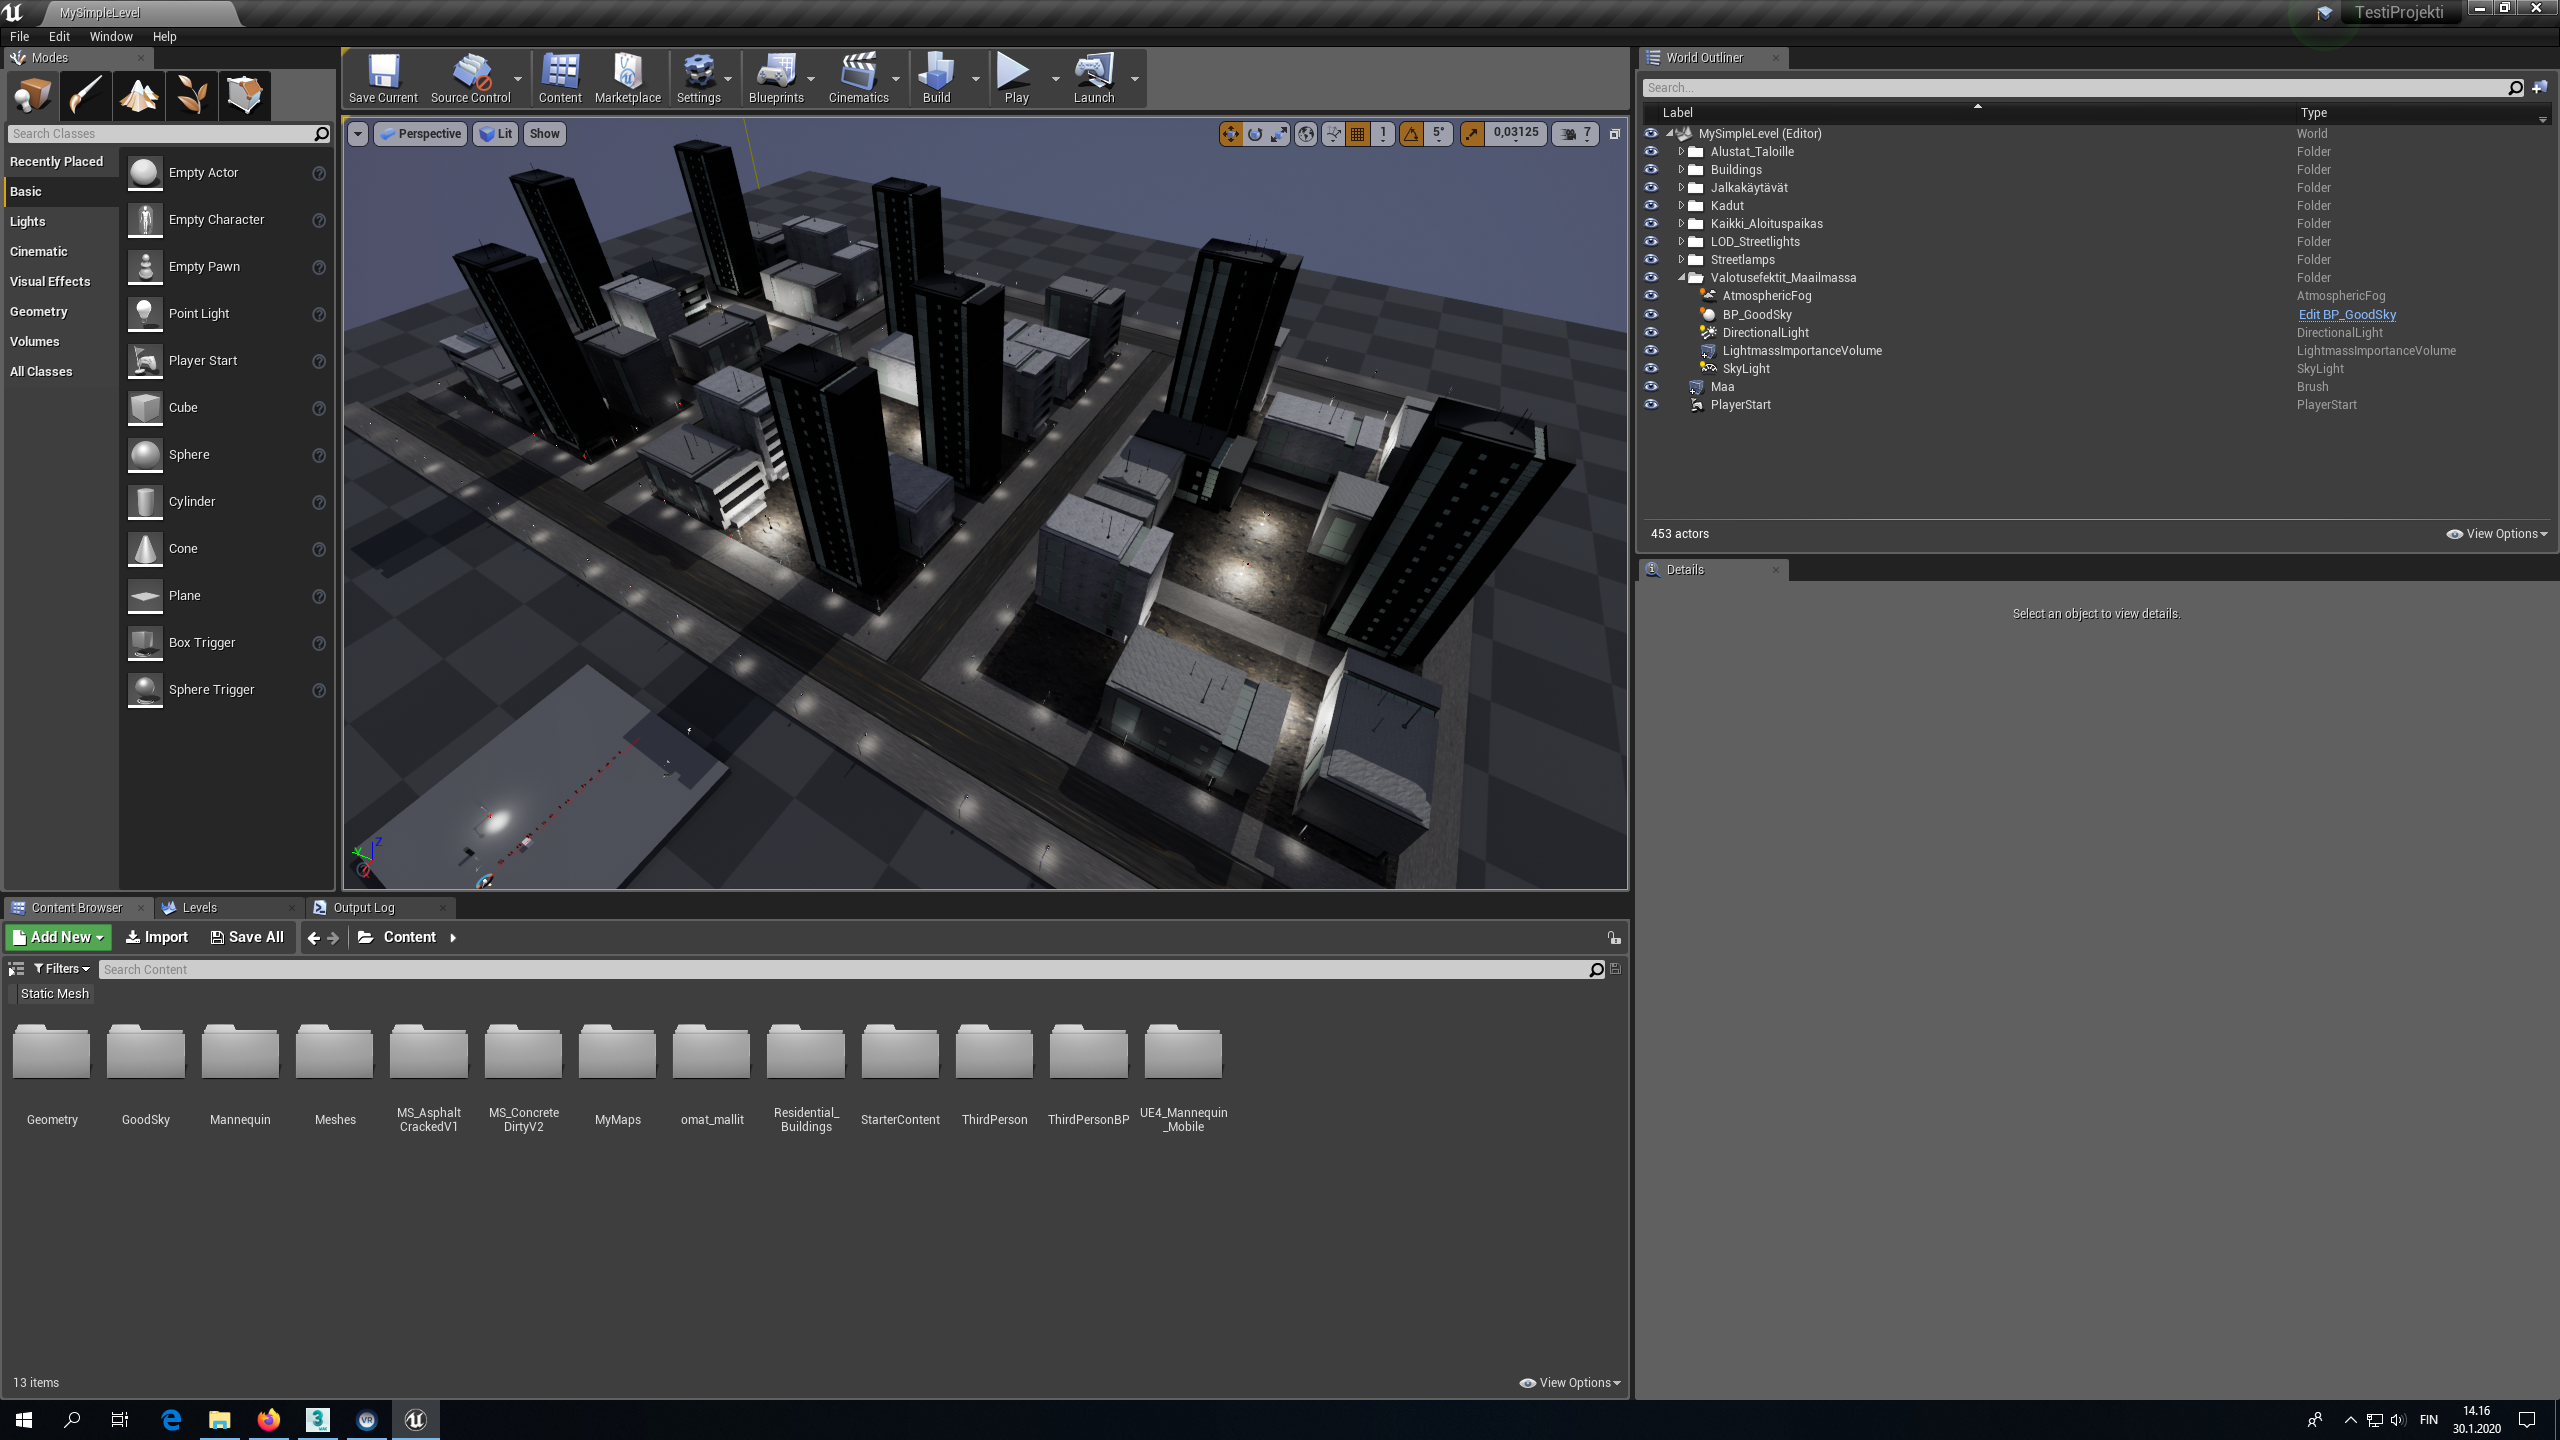 MySimpleLevel
TestiProjekti
File Edit Window Help
Modes
Search Classes
Recently Placed
Basic
Lights
Cinematic
Visual Effects
Geometry
Volumes
All Classes
Empty Actor
Empty Character
Empty Pawn
Point Light
Player Start
Cube
Sphere
Cylinder
Cone
Plane
Box Trigger
Sphere Trigger
Save Current
Source Control
Content
Marketplace
Settings
Blueprints
Cinematics
Build
Play
Launch
Perspective Lit Show
1 5° 0,03125 7
Z
World Outliner
Search...
Label Type
MySimpleLevel (Editor) World
Alustat_Taloille Folder
Buildings Folder
Jalkakäytävät Folder
Kadut Folder
Kaikki_Aloituspaikas Folder
LOD_Streetlights Folder
Streetlamps Folder
Valotusefektit_Maailmassa Folder
AtmosphericFog AtmosphericFog
BP_GoodSky Edit BP_GoodSky
DirectionalLight DirectionalLight
LightmassImportanceVolume LightmassImportanceVolume
SkyLight SkyLight
Maa Brush
PlayerStart PlayerStart
453 actors View Options
Details
Select an object to view details.
Content Browser Levels Output Log
Add New Import Save All Content
Filters Search Content
Static Mesh
Geometry
GoodSky
Mannequin
Meshes
MS_Asphalt
CrackedV1
MS_Concrete
DirtyV2
MyMaps
omat_mallit
Residential_
Buildings
StarterContent
ThirdPerson
ThirdPersonBP
UE4_Mannequin
_Mobile
13 items View Options
3
VR
FIN
14.16
30.1.2020